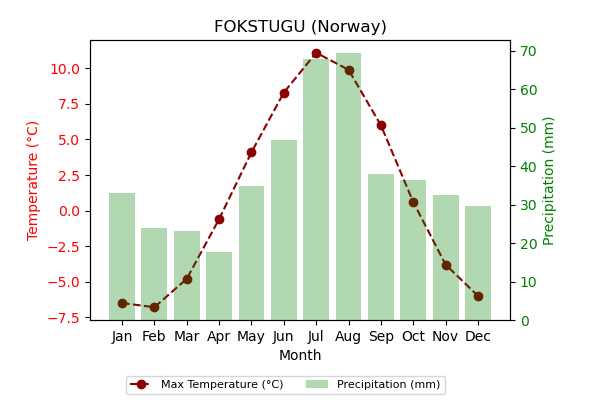 FOKSTUGU (Norway)
10.0
7.5
5.0
2.5
0.0
−2.5
−5.0
−7.5
Temperature (°C)
70
60
50
40
30
20
10
0
Precipitation (mm)
Jan Feb Mar Apr May Jun Jul Aug Sep Oct Nov Dec
Month
Max Temperature (°C) Precipitation (mm)